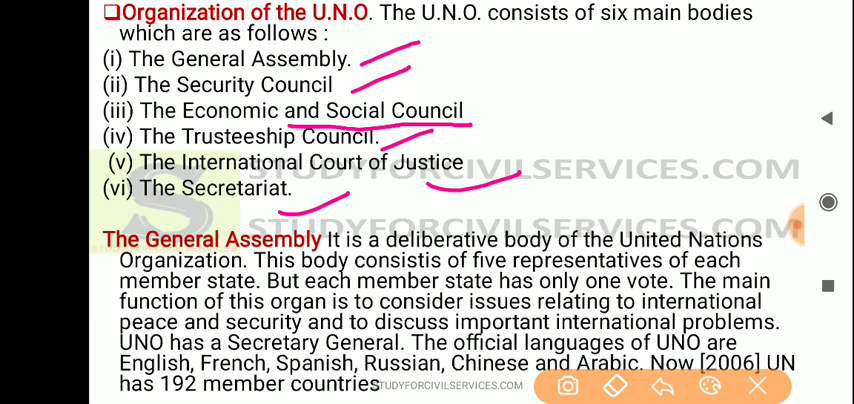 ❑Organization of the U.N.O. The U.N.O. consists of six main bodies
which are as follows :
(i) The General Assembly.
(ii) The Security Council
(iii) The Economic and Social Council
(iv) The Trusteeship Council.
(v) The International Court of Justice
(vi) The Secretariat.
STUDYFORCIVILSERVICES.COM
STUDYFORCIVILSERVICES.COM
The General Assembly It is a deliberative body of the United Nations
Organization. This body consistis of five representatives of each
member state. But each member state has only one vote. The main
function of this organ is to consider issues relating to international
peace and security and to discuss important international problems.
UNO has a Secretary General. The official languages of UNO are
English, French, Spanish, Russian, Chinese and Arabic. Now [2006] UN
has 192 member countries
STUDYFORCIVILSERVICES.COM